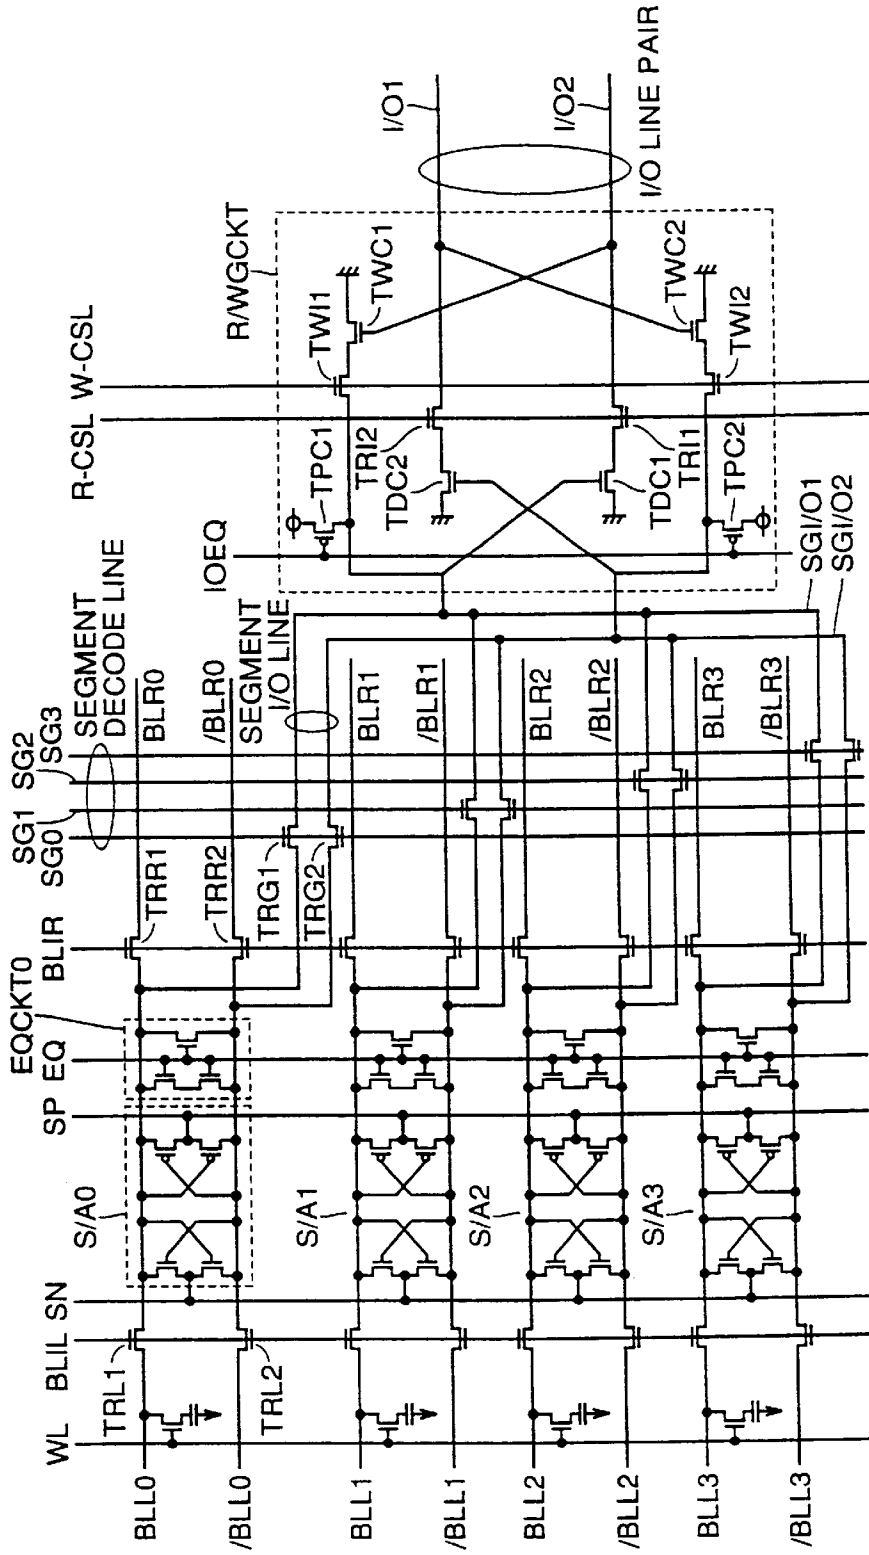 WL
BLIL
SN
SP
EQ
EQCKT0
BLIR
SG0
SG1
SG2
SG3
SEGMENT
DECODE LINE
IOEQ
R-CSL
W-CSL
TRL1
TRL2
S/A0
TRR1
TRR2
TRG1
TRG2
BLL0
/BLL0
BLR0
/BLR0
SEGMENT
I/O LINE
S/A1
BLL1
/BLL1
BLR1
/BLR1
S/A2
BLL2
/BLL2
BLR2
/BLR2
S/A3
BLL3
/BLL3
BLR3
/BLR3
R/WGCKT
TPC1
TWI1
TWC1
TRI2
TDC2
TDC1
TRI1
TPC2
TWC2
TWI2
SGI/O1
SGI/O2
I/O1
I/O2
I/O LINE PAIR